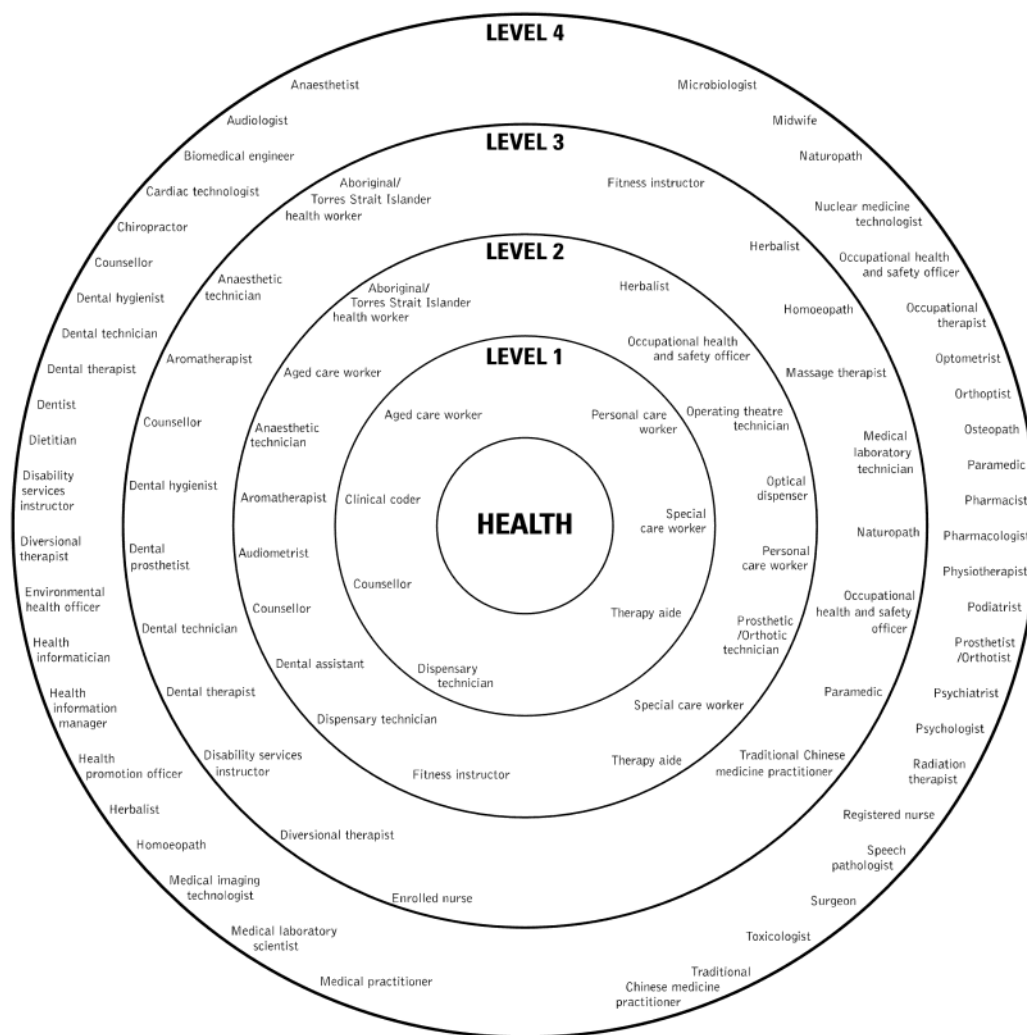 LEVEL 4
Anaesthetist
Audiologist
Biomedical engineer
Cardiac technologist
Chiropractor
Counsellor
Dental hygienist
Dental technician
Dental therapist
Dentist
Dietitian
Disability
services
instructor
Diversional
therapist
Environmental
health officer
Health
informatician
Health
information
manager
Health
promotion officer
Herbalist
Homoeopath
Medical imaging
technologist
Medical laboratory
scientist
Medical practitioner
Microbiologist
Midwife
Naturopath
Nuclear medicine
technologist
Occupational health
and safety officer
Occupational
therapist
Optometrist
Orthoptist
Osteopath
Paramedic
Pharmacist
Pharmacologist
Physiotherapist
Podiatrist
Prosthetist
/Orthotist
Psychiatrist
Psychologist
Radiation
therapist
Registered nurse
Speech
pathologist
Surgeon
Toxicologist
Traditional
Chinese medicine
practitioner
LEVEL 3
Aboriginal/
Torres Strait Islander
health worker
Anaesthetic
technician
Aromatherapist
Counsellor
Dental hygienist
Dental
prosthetist
Dental technician
Dental therapist
Disability services
instructor
Diversional therapist
Enrolled nurse
Fitness instructor
Herbalist
Homoeopath
Massage therapist
Medical
laboratory
technician
Naturopath
Occupational
health and safety
officer
Paramedic
Traditional Chinese
medicine practitioner
LEVEL 2
Aboriginal/
Torres Strait Islander
health worker
Aged care worker
Anaesthetic
technician
Aromatherapist
Audiometrist
Counsellor
Dental assistant
Dispensary technician
Fitness instructor
Herbalist
Occupational health
and safety officer
Operating theatre
technician
Optical
dispenser
Personal
care worker
Prosthetic
/Orthotic
technician
Special care worker
Therapy aide
LEVEL 1
Aged care worker
Clinical coder
Counsellor
Dispensary
technician
Personal care
worker
Special
care worker
Therapy aide
HEALTH